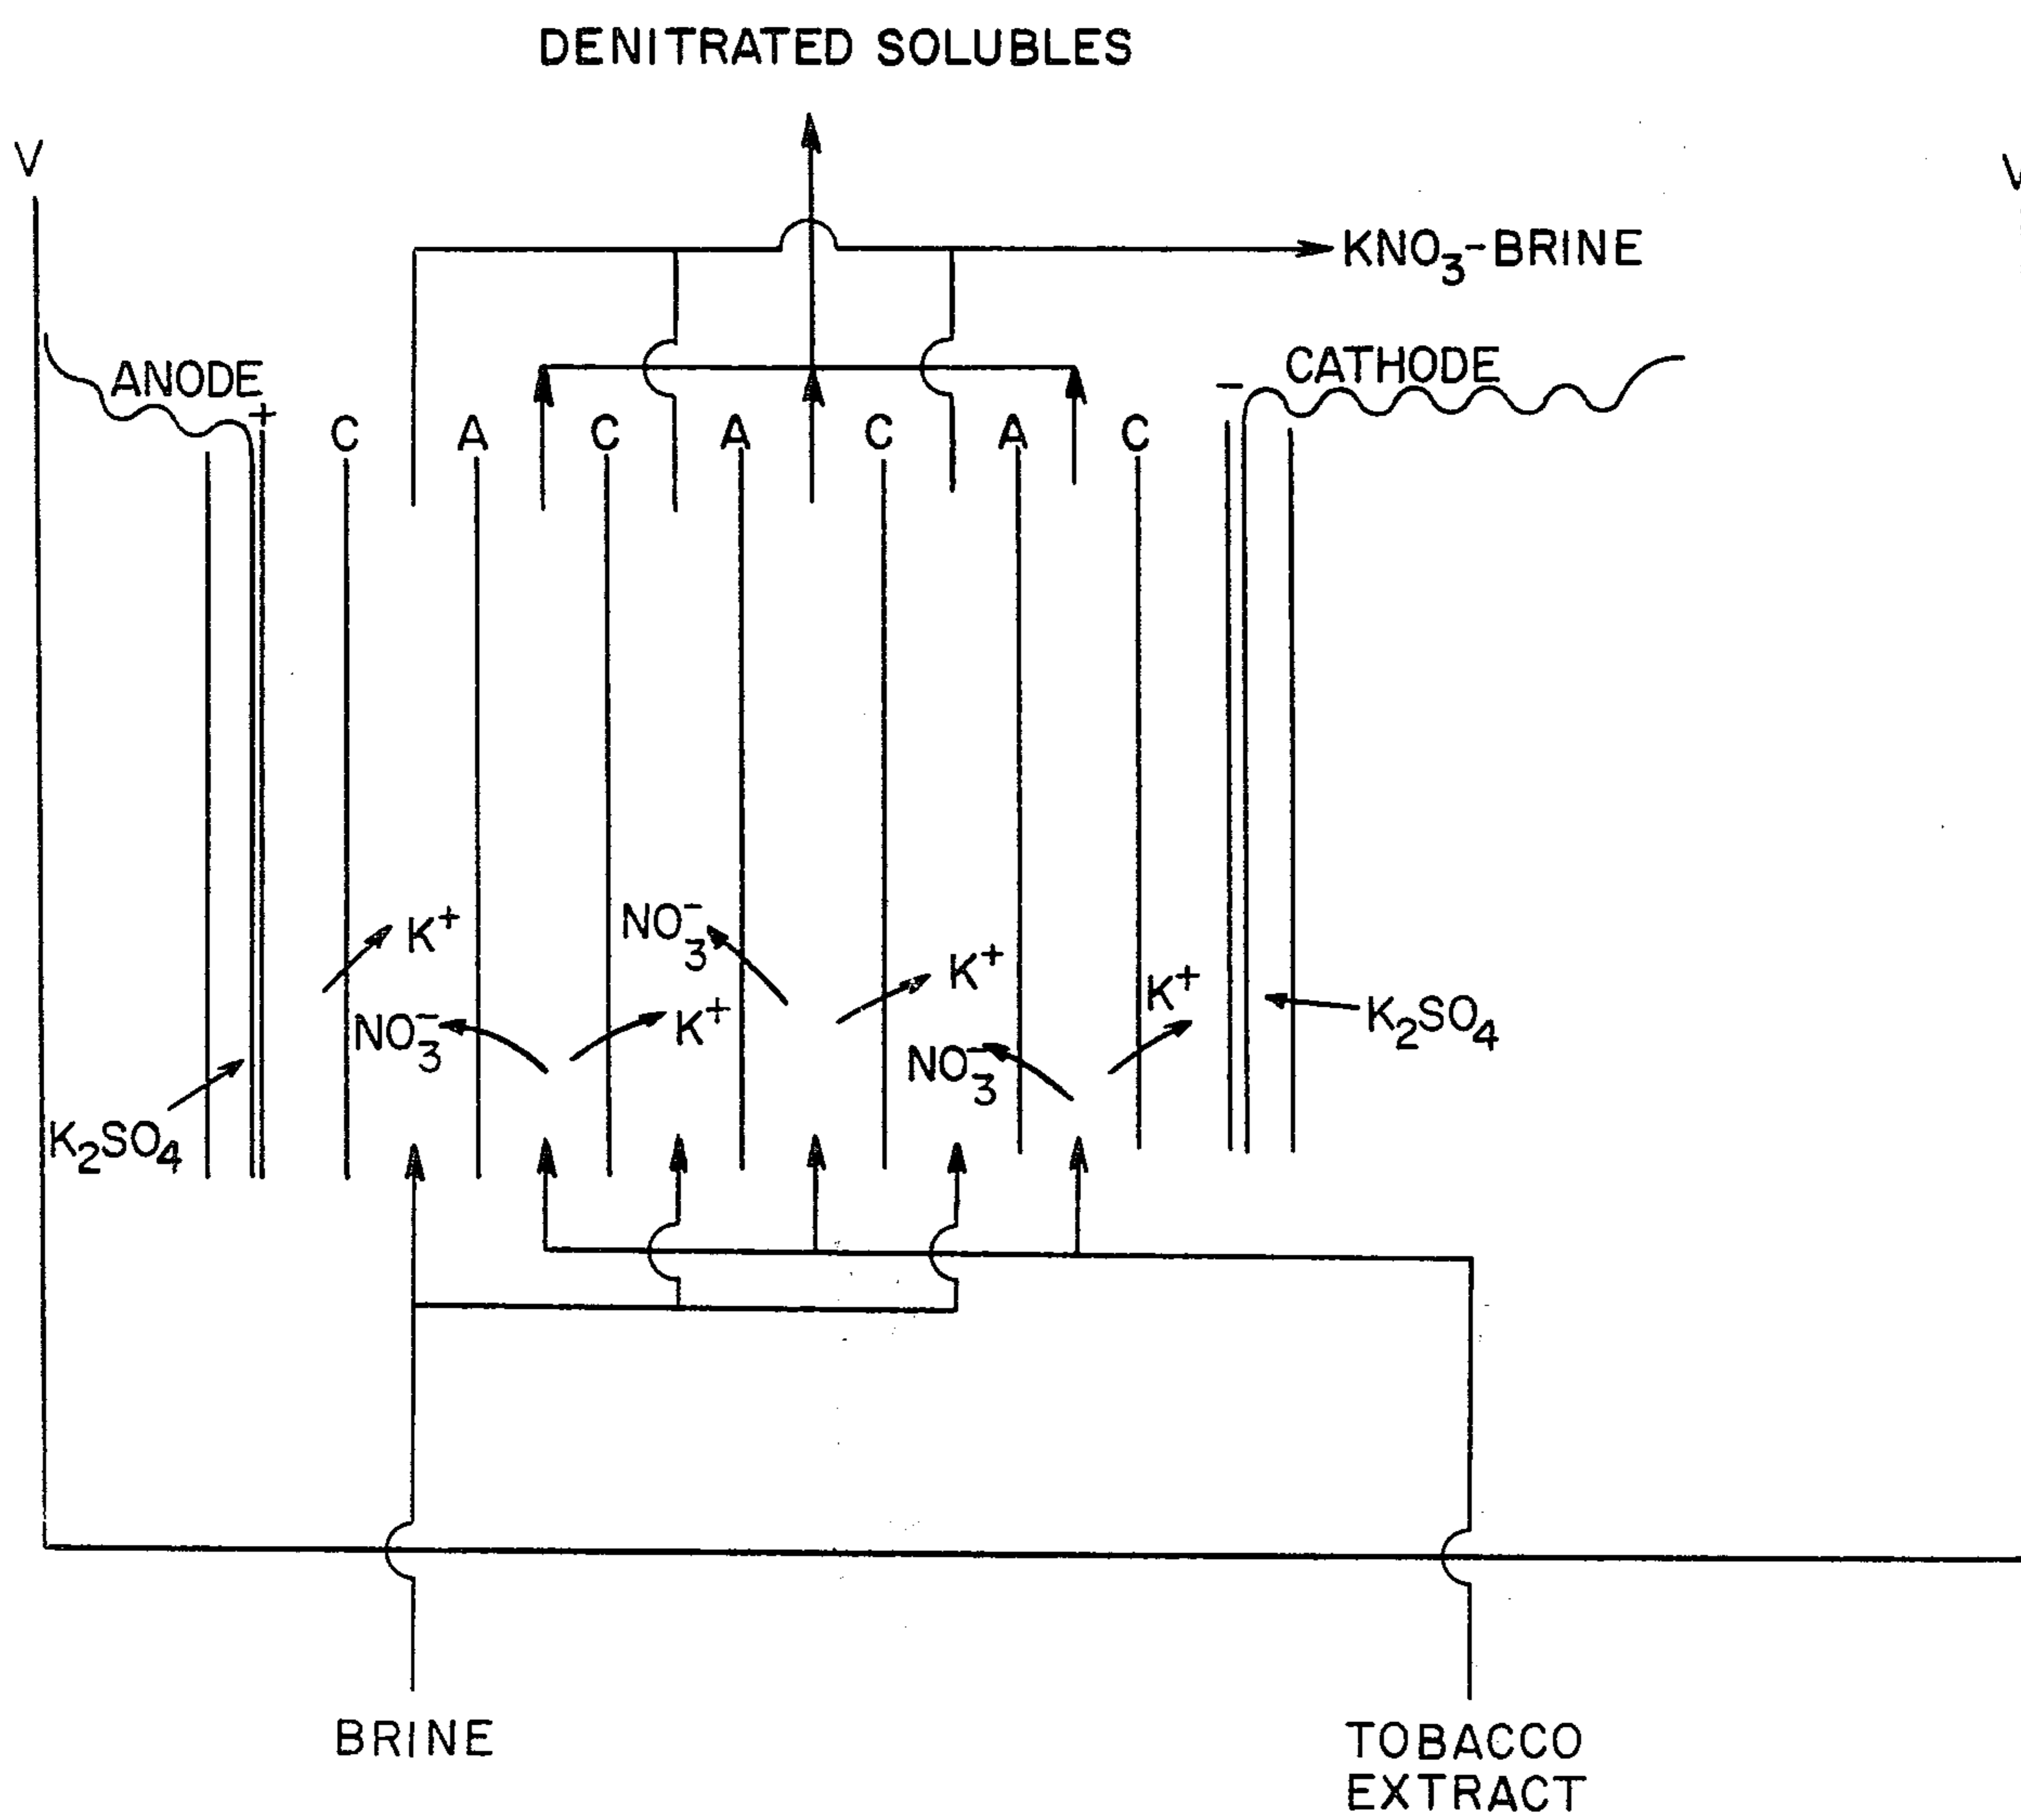 DENITRATED SOLUBLES
V
V
KNO3-BRINE
ANODE
CATHODE
+
-
C
A
C
A
C
A
C
K+
NO3-
K+
K+
NO3-
K+
NO3-
K+
K2SO4
K2SO4
BRINE
TOBACCO
EXTRACT